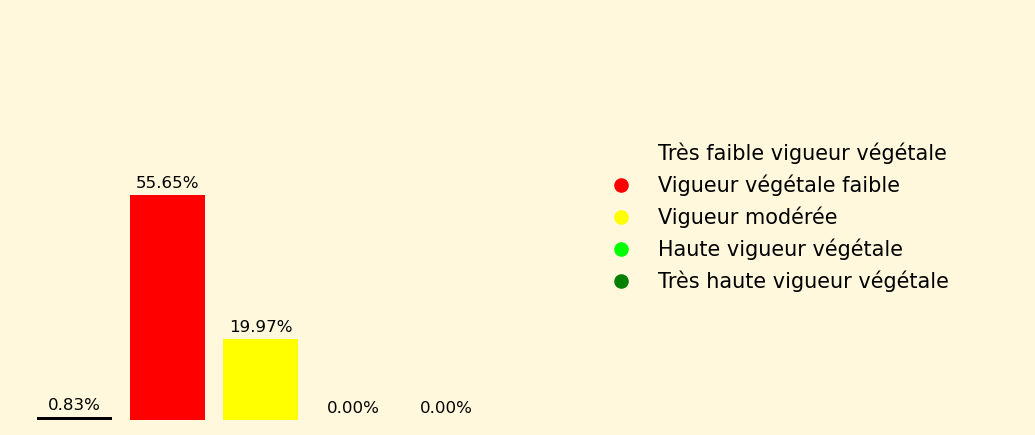 55.65%
19.97%
0.83%
0.00%
0.00%
Très faible vigueur végétale
Vigueur végétale faible
Vigueur modérée
Haute vigueur végétale
Très haute vigueur végétale